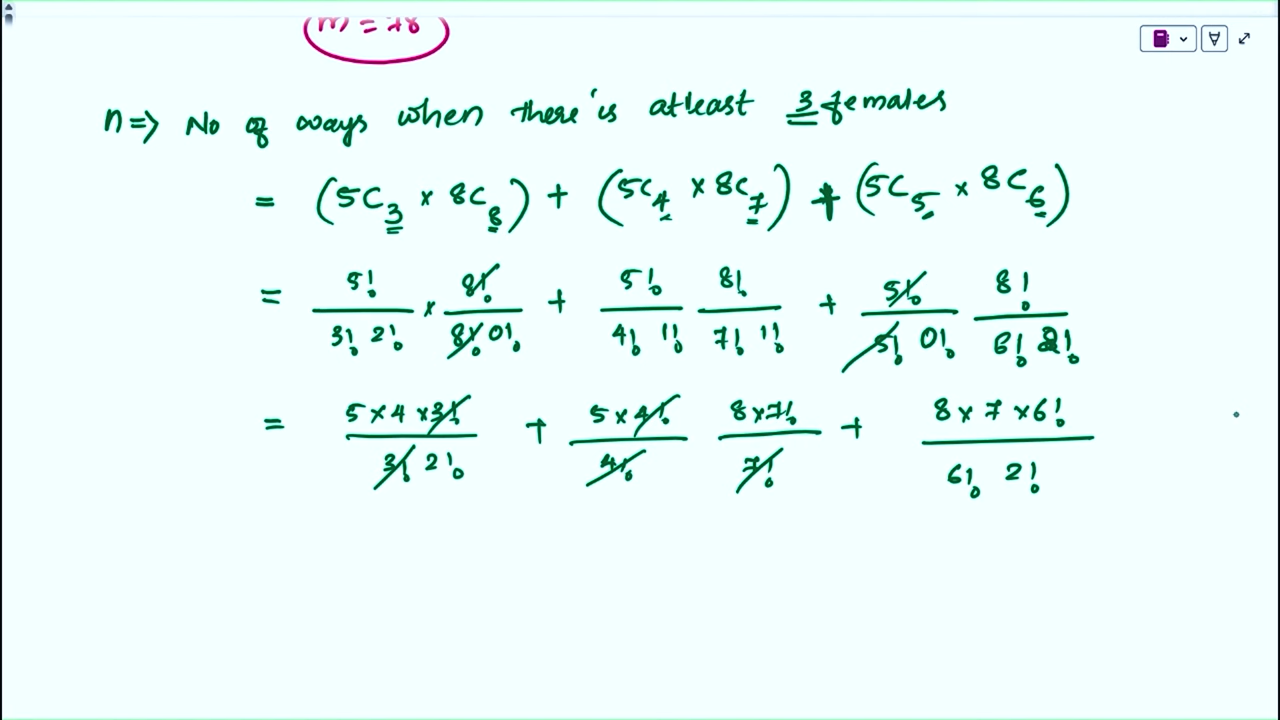 m = 78
n => No of ways when there is atleast 3 females
= (5C3 × 8C8) + (5C4 × 8C7) + (5C5 × 8C6)
= 5!/(3! 2!) × 8!/(8! 0!) + 5!/(4! 1!) 8!/(7! 1!) + 5!/(5! 0!) 8!/(6! 2!)
= (5 × 4 × 3!)/(3! 2!) + (5 × 4!)/4! (8 × 7!)/7! + (8 × 7 × 6!)/(6! 2!)